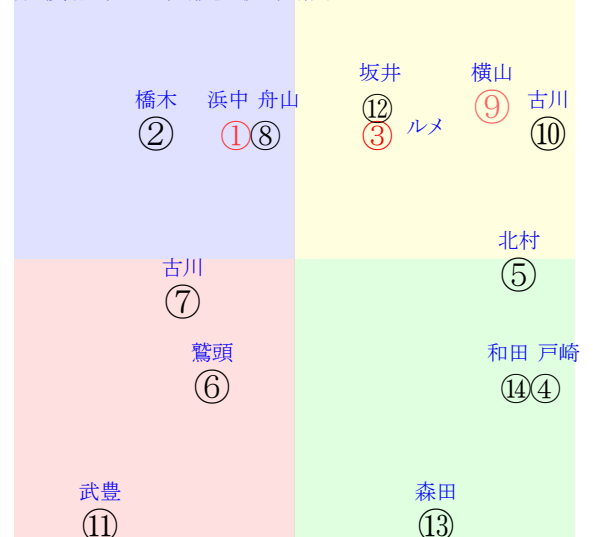 坂井 横山
橋木 浜中 舟山 ⑫ ⑨ 古川
② ①⑧ ③ ルメ ⑩
北村
古川 ⑤
⑦
鷲頭 和田 戸崎
⑥ ⑭④
武豊 森田
⑪ ⑬